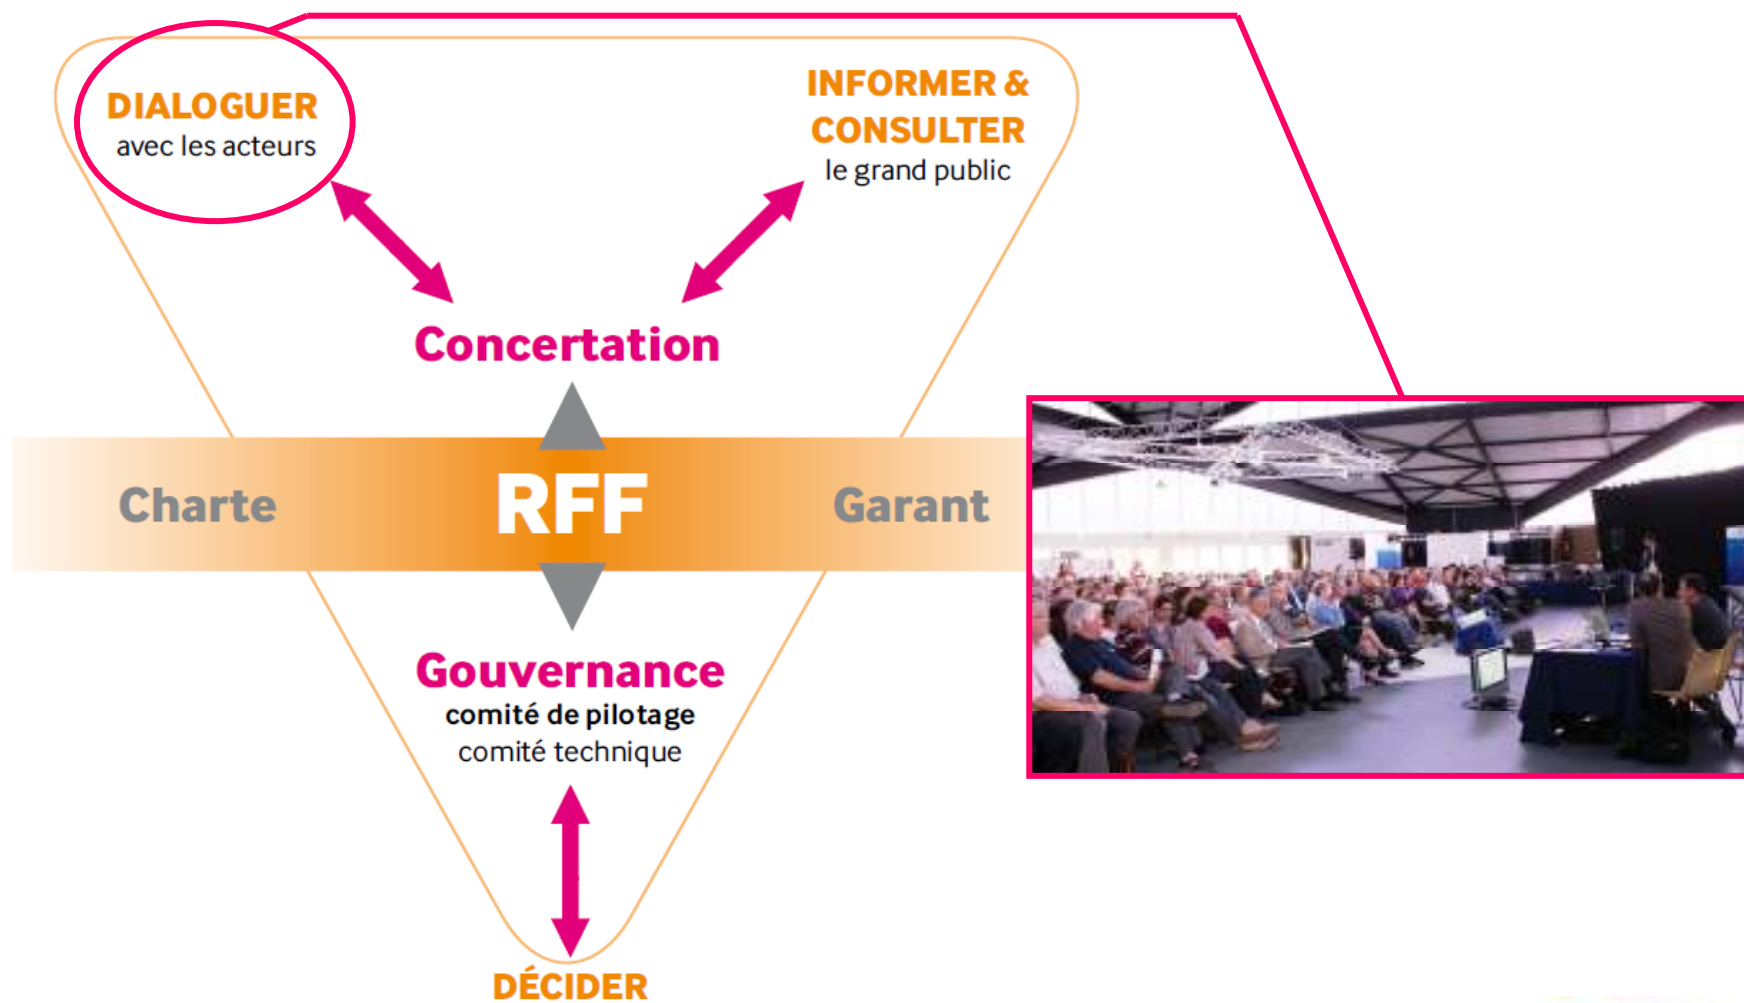 DIALOGUER
avec les acteurs
INFORMER &
CONSULTER
le grand public
Concertation
Charte
RFF
Garant
Gouvernance
comité de pilotage
comité technique
DÉCIDER